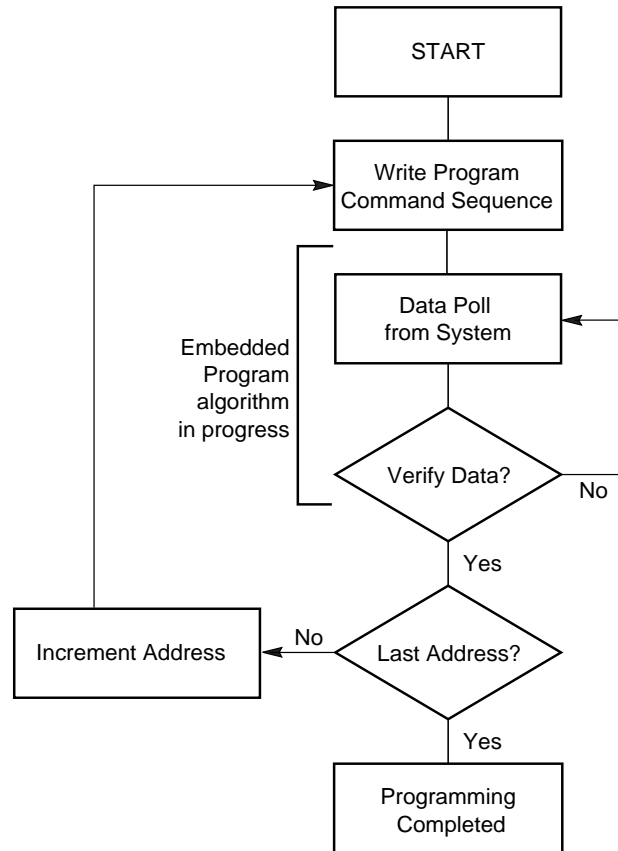 START
Write Program
Command Sequence
Data Poll
from System
Embedded
Program
algorithm
in progress
Verify Data?
No
Yes
Increment Address
No
Last Address?
Yes
Programming
Completed